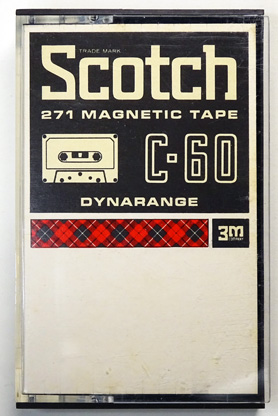 TRADE MARK
Scotch
271 MAGNETIC TAPE
C-60
DYNARANGE
3M